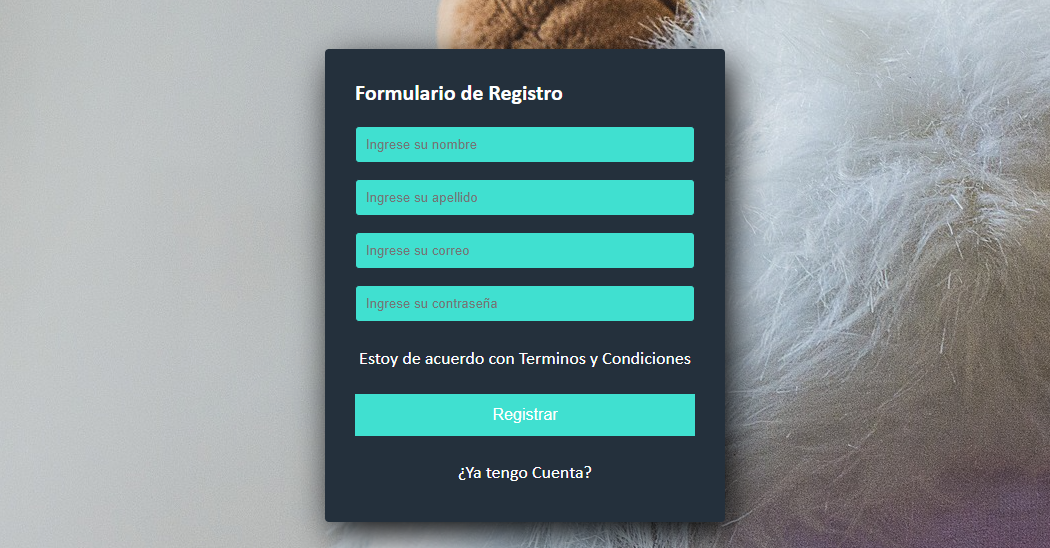 Formulario de Registro
Ingrese su nombre
Ingrese su apellido
Ingrese su correo
Ingrese su contraseña
Estoy de acuerdo con Terminos y Condiciones
Registrar
¿Ya tengo Cuenta?